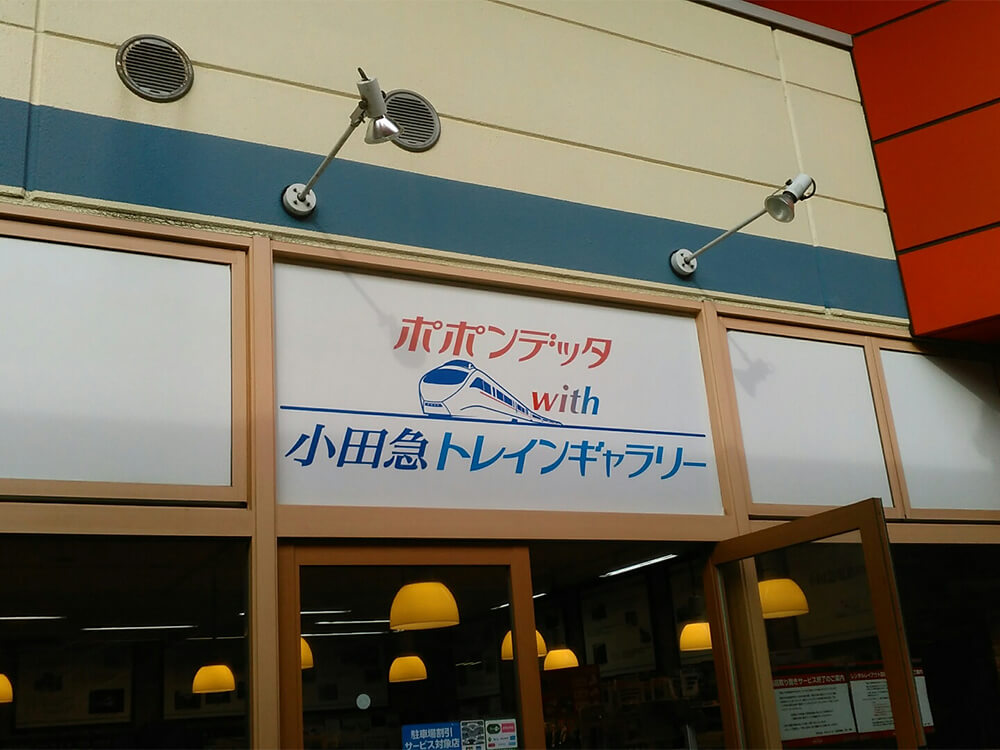 ポポンデッタ
with
小田急トレインギャラリー
駐車場割引
サービス対象店